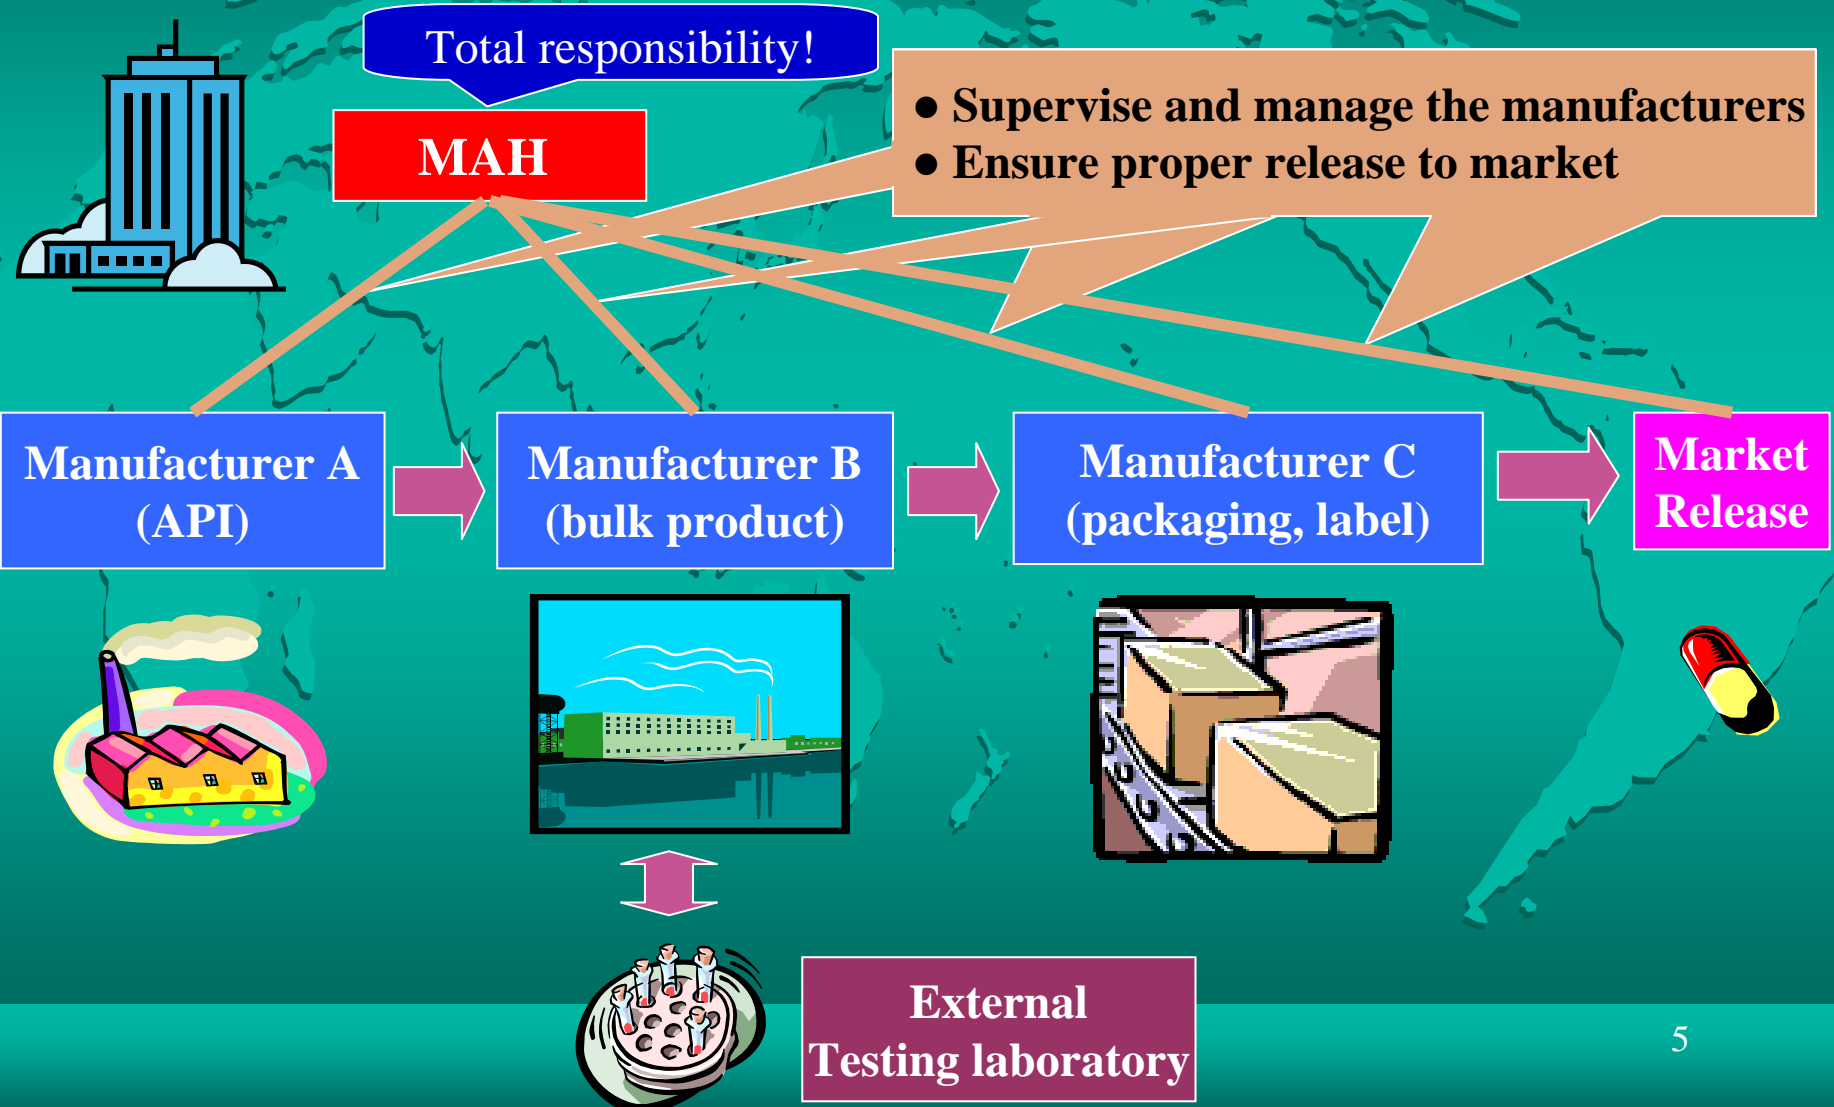 Total responsibility!
MAH
● Supervise and manage the manufacturers
● Ensure proper release to market
Manufacturer A
(API)
Manufacturer B
(bulk product)
Manufacturer C
(packaging, label)
Market
Release
External
Testing laboratory
5